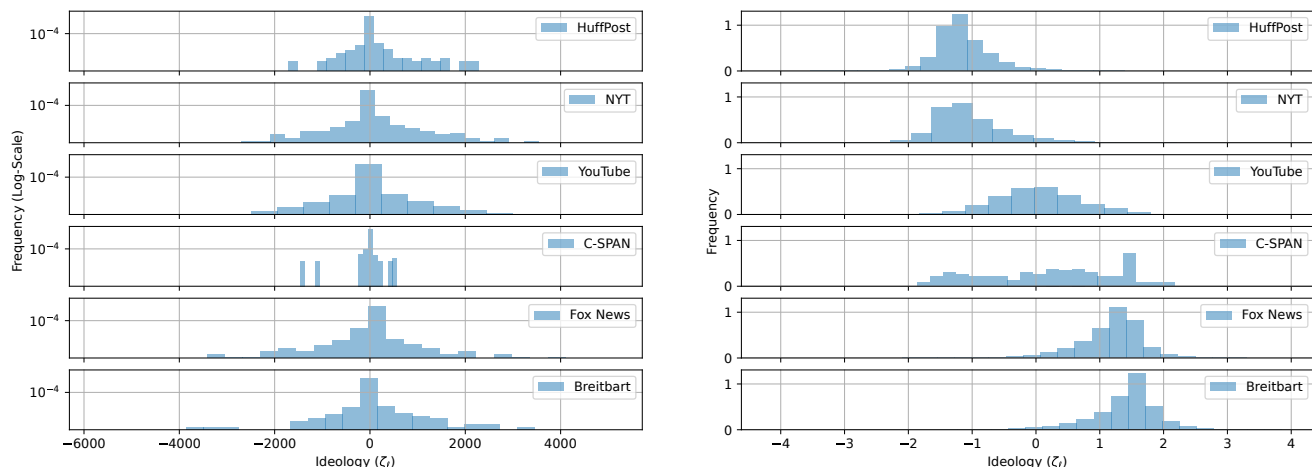 Frequency (Log-Scale)
10⁻⁴
HuffPost
10⁻⁴
NYT
10⁻⁴
YouTube
10⁻⁴
C-SPAN
10⁻⁴
Fox News
10⁻⁴
Breitbart
−6000 −4000 −2000 0 2000 4000
Ideology (ζᵢ)
Frequency
1
0
HuffPost
1
0
NYT
1
0
YouTube
1
0
C-SPAN
1
0
Fox News
1
0
Breitbart
−4 −3 −2 −1 0 1 2 3 4
Ideology (ζᵢ)